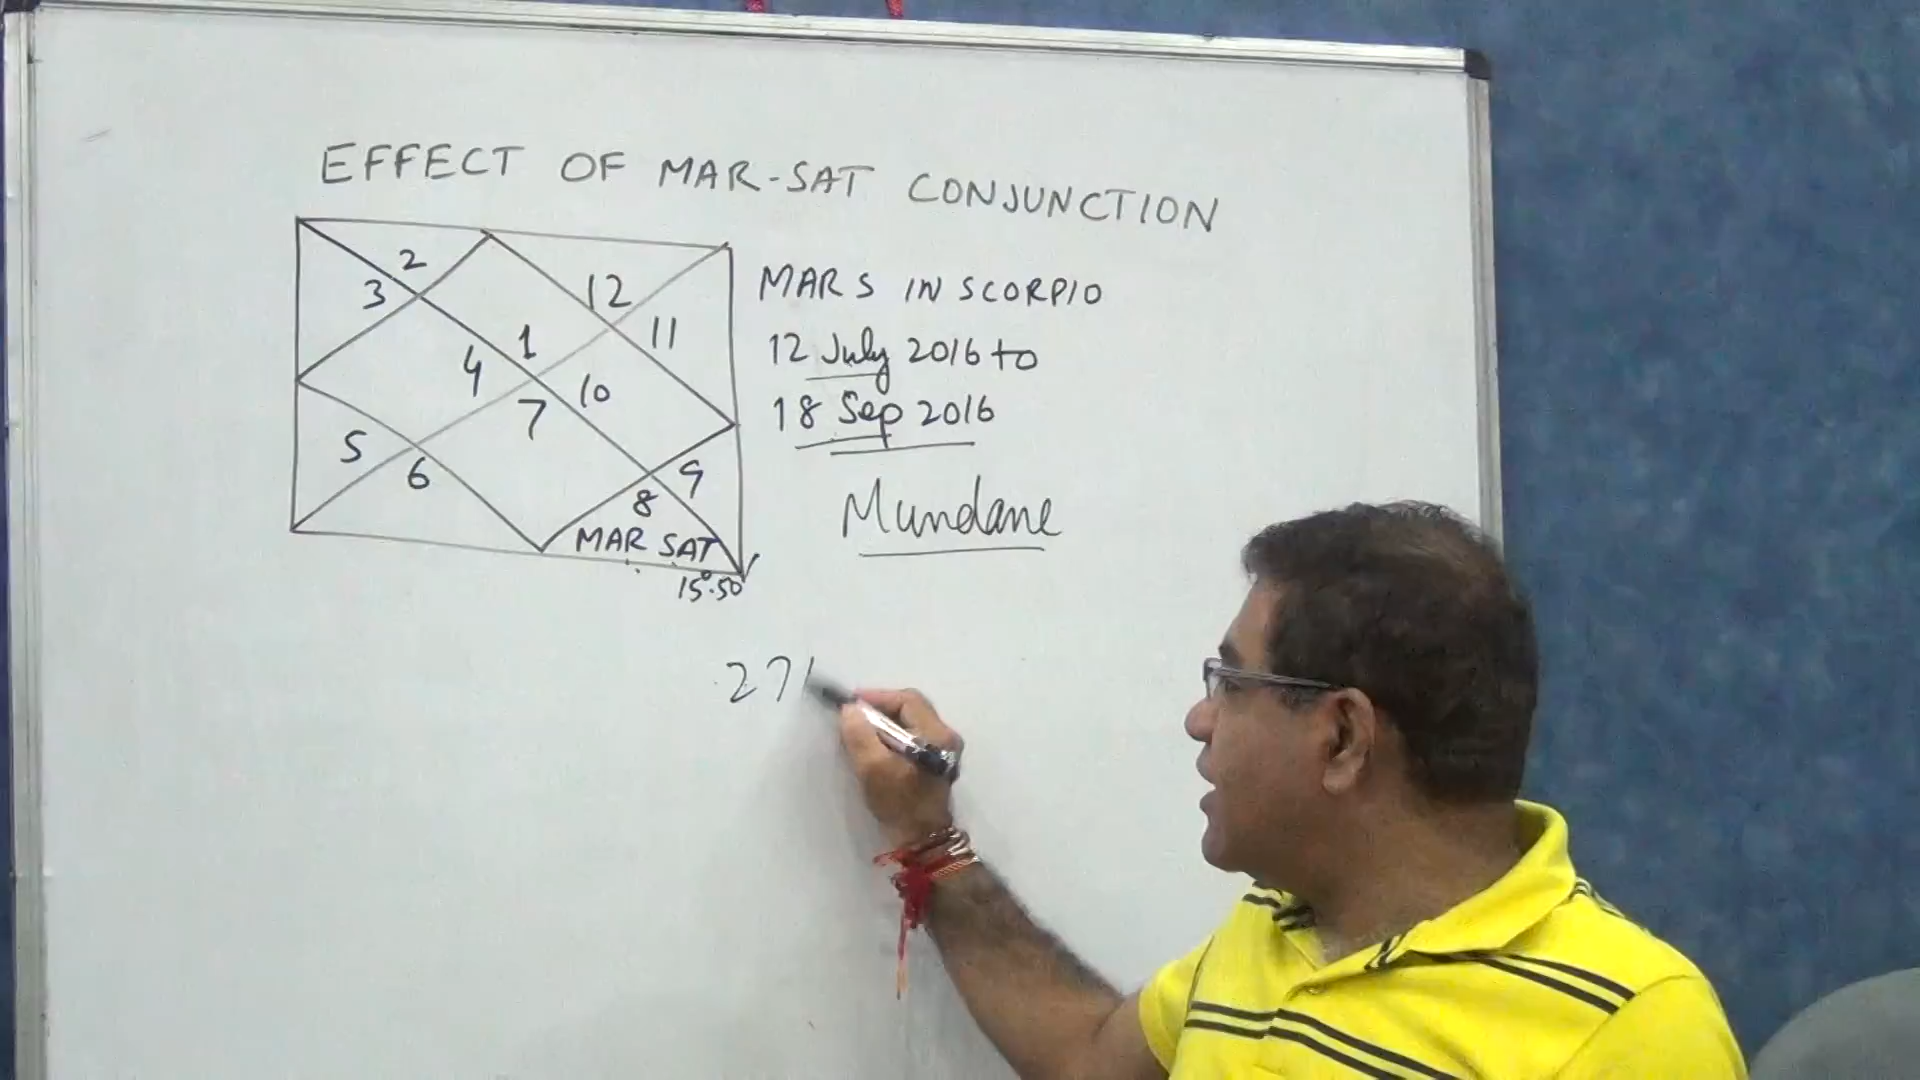 EFFECT OF MAR-SAT CONJUNCTION
2
3
12
11
1
4
10
7
5
6
9
8
MAR SAT
15°.50'
MARS IN SCORPIO
12 July 2016 to
18 Sep 2016
Mundane
27